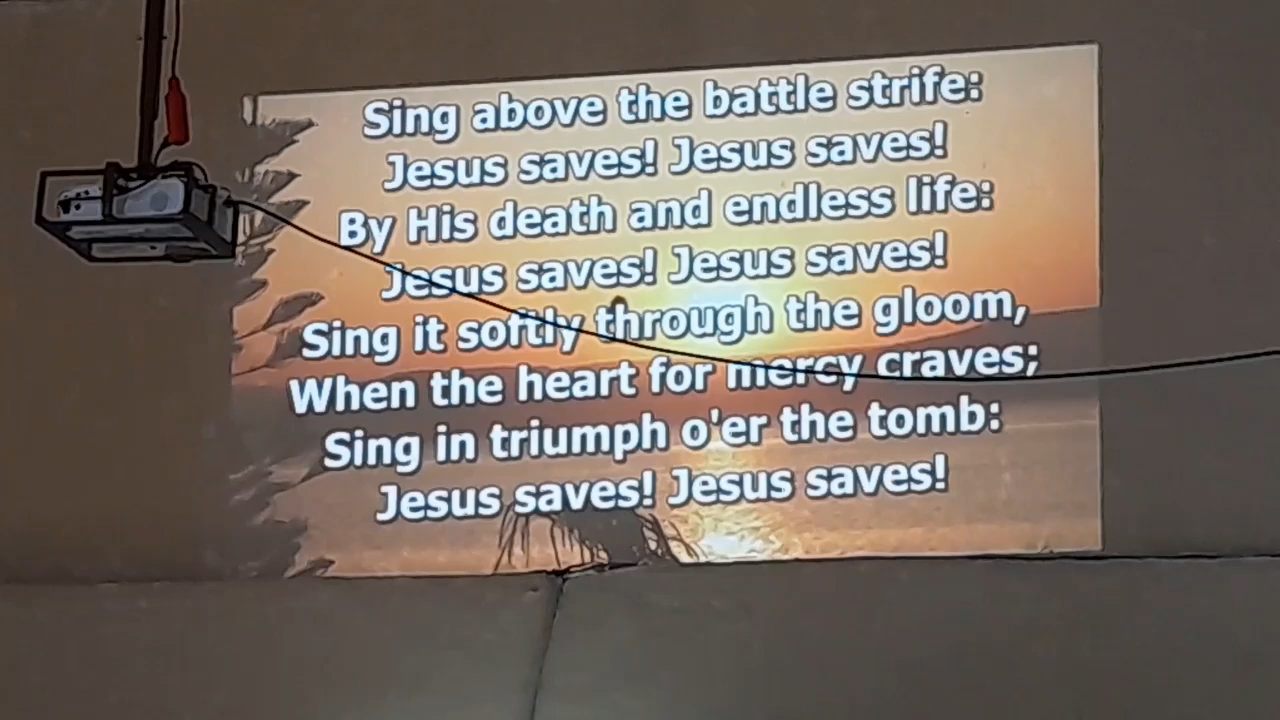 Sing above the battle strife:
Jesus saves! Jesus saves!
By His death and endless life:
Jesus saves! Jesus saves!
Sing it softly through the gloom,
When the heart for mercy craves;
Sing in triumph o'er the tomb:
Jesus saves! Jesus saves!